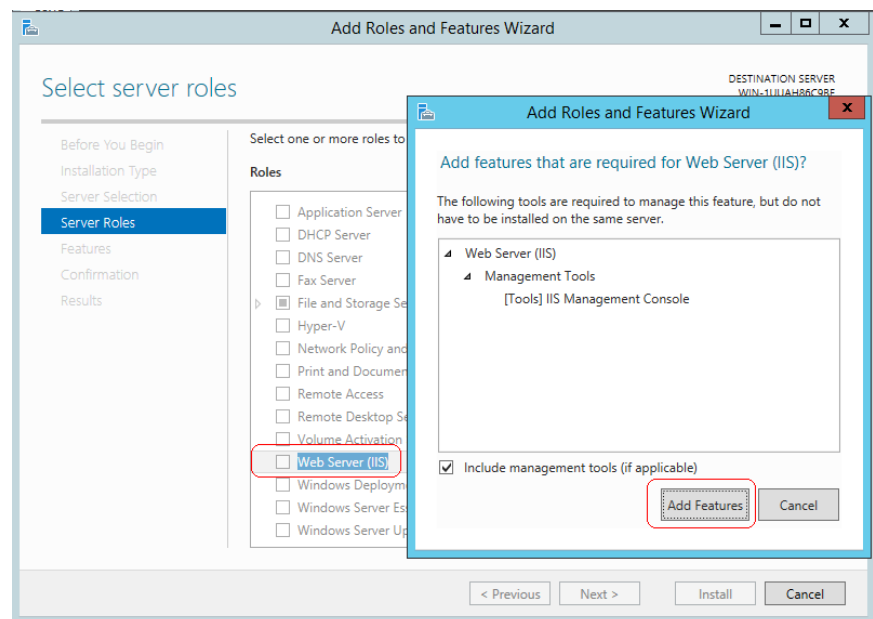 Add Roles and Features Wizard
Select server roles
DESTINATION SERVER
WIN-1UUAH86C9BE
Before You Begin
Installation Type
Server Selection
Server Roles
Features
Confirmation
Results
Select one or more roles to
Roles
Application Server
DHCP Server
DNS Server
Fax Server
File and Storage Se
Hyper-V
Network Policy and
Print and Documen
Remote Access
Remote Desktop Se
Volume Activation
Web Server (IIS)
Windows Deploym
Windows Server Es
Windows Server Up
Add Roles and Features Wizard
Add features that are required for Web Server (IIS)?
The following tools are required to manage this feature, but do not
have to be installed on the same server.
Web Server (IIS)
Management Tools
[Tools] IIS Management Console
Include management tools (if applicable)
Add Features
Cancel
< Previous
Next >
Install
Cancel